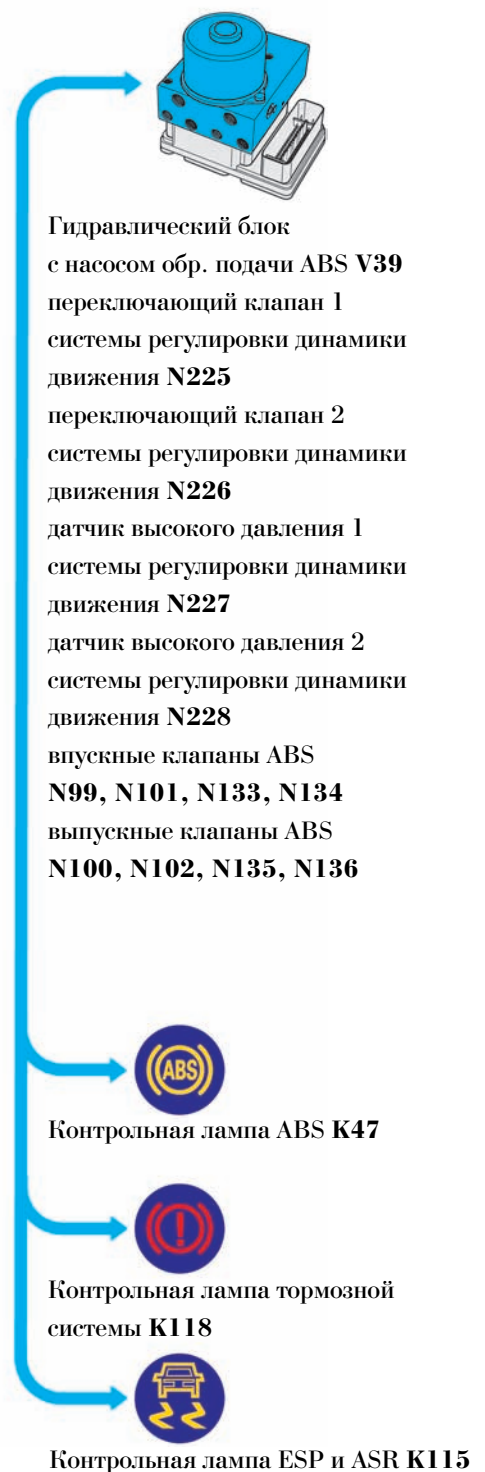 Гидравлический блок
с насосом обр. подачи ABS V39
переключающий клапан 1
системы регулировки динамики
движения N225
переключающий клапан 2
системы регулировки динамики
движения N226
датчик высокого давления 1
системы регулировки динамики
движения N227
датчик высокого давления 2
системы регулировки динамики
движения N228
впускные клапаны ABS
N99, N101, N133, N134
выпускные клапаны ABS
N100, N102, N135, N136
ABS
Контрольная лампа ABS K47
!
Контрольная лампа тормозной
системы K118
Контрольная лампа ESP и ASR K115